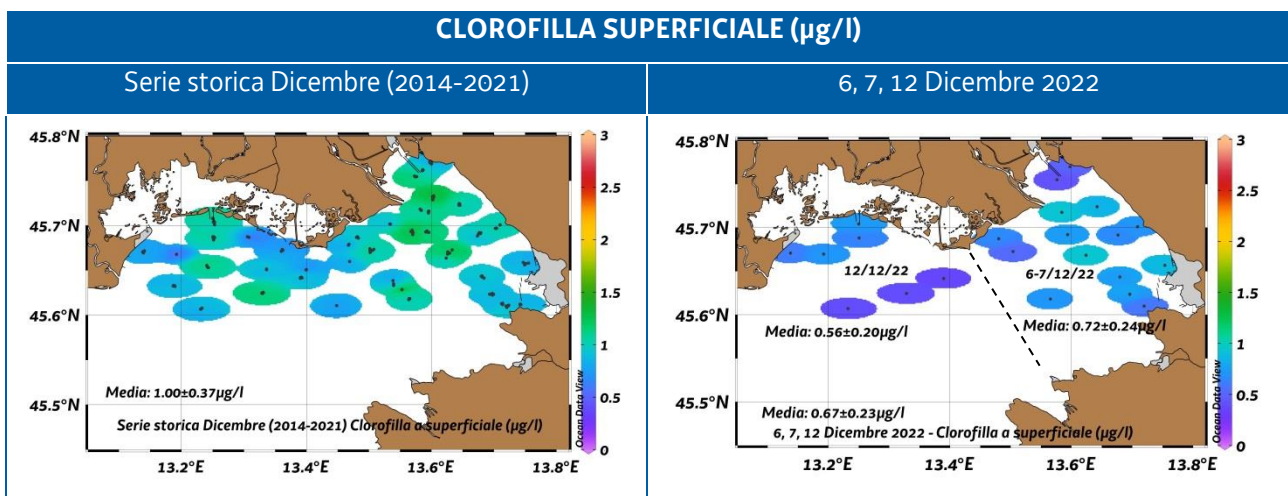 CLOROFILLA SUPERFICIALE (µg/l)
Serie storica Dicembre (2014-2021)
6, 7, 12 Dicembre 2022
45.8°N
45.7°N
45.6°N
45.5°N
13.2°E
13.4°E
13.6°E
13.8°E
3
2.5
2
1.5
1
0.5
0
Ocean Data View
Media: 1.00±0.37µg/l
Serie storica Dicembre (2014-2021) Clorofilla a superficiale (µg/l)
45.8°N
45.7°N
45.6°N
45.5°N
13.2°E
13.4°E
13.6°E
13.8°E
3
2.5
2
1.5
1
0.5
0
Ocean Data View
12/12/22
6-7/12/22
Media: 0.56±0.20µg/l
Media: 0.72±0.24µg/l
Media: 0.67±0.23µg/l
6, 7, 12 Dicembre 2022 - Clorofilla a superficiale (µg/l)